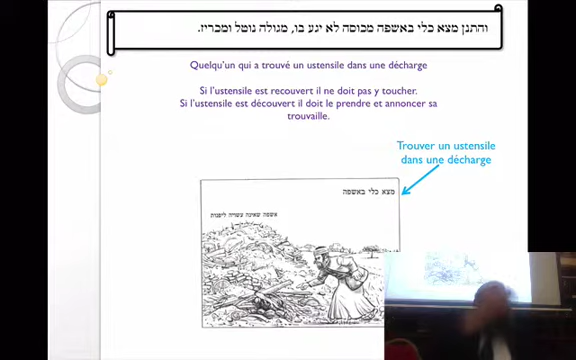 והתנן מצא כלי באשפה מכוסה לא יגע בו, מגולה נוטל ומכריז.
Quelqu'un qui a trouvé un ustensile dans une décharge
Si l'ustensile est recouvert il ne doit pas y toucher.
Si l'ustensile est découvert il doit le prendre et annoncer sa
trouvaille.
Trouver un ustensile
dans une décharge
מצא כלי באשפה
אשפה שאינה עשויה ליפנות